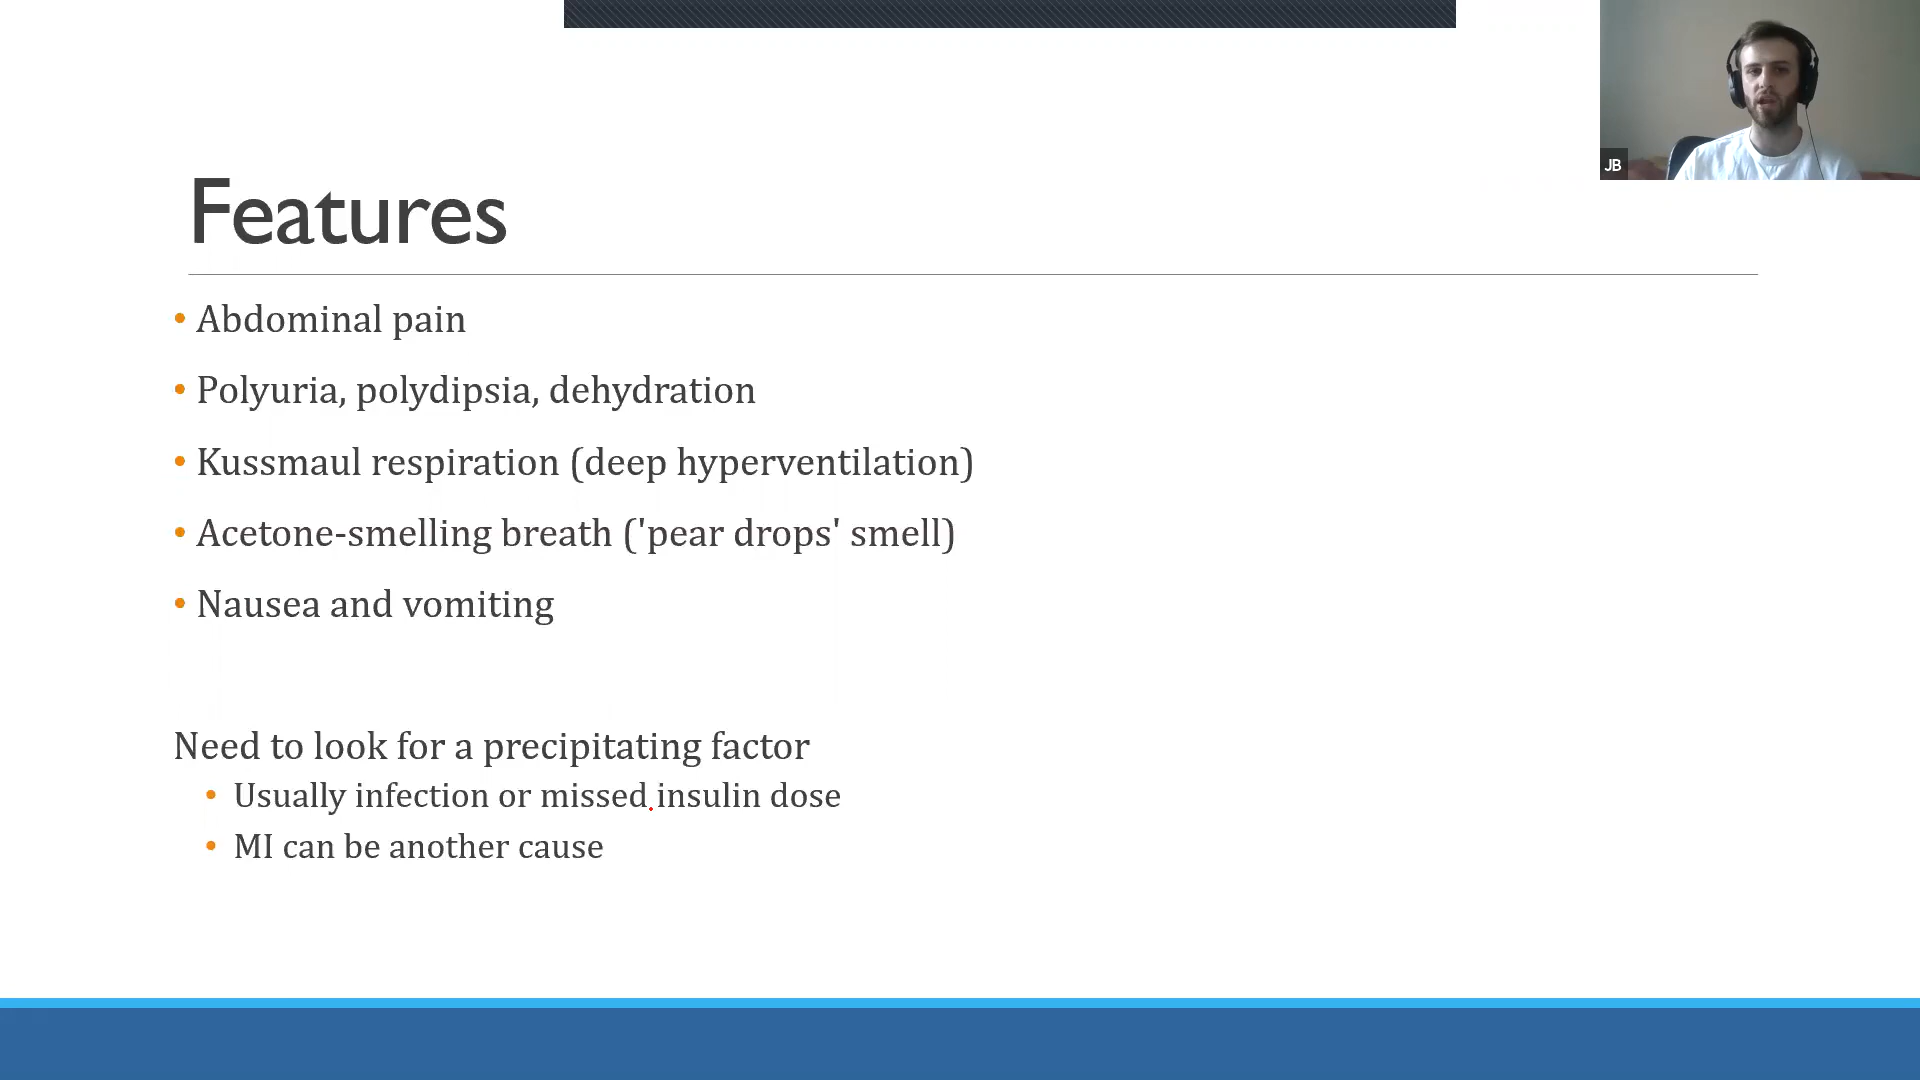 JB
Features
• Abdominal pain
• Polyuria, polydipsia, dehydration
• Kussmaul respiration (deep hyperventilation)
• Acetone-smelling breath ('pear drops' smell)
• Nausea and vomiting
Need to look for a precipitating factor
• Usually infection or missed insulin dose
• MI can be another cause